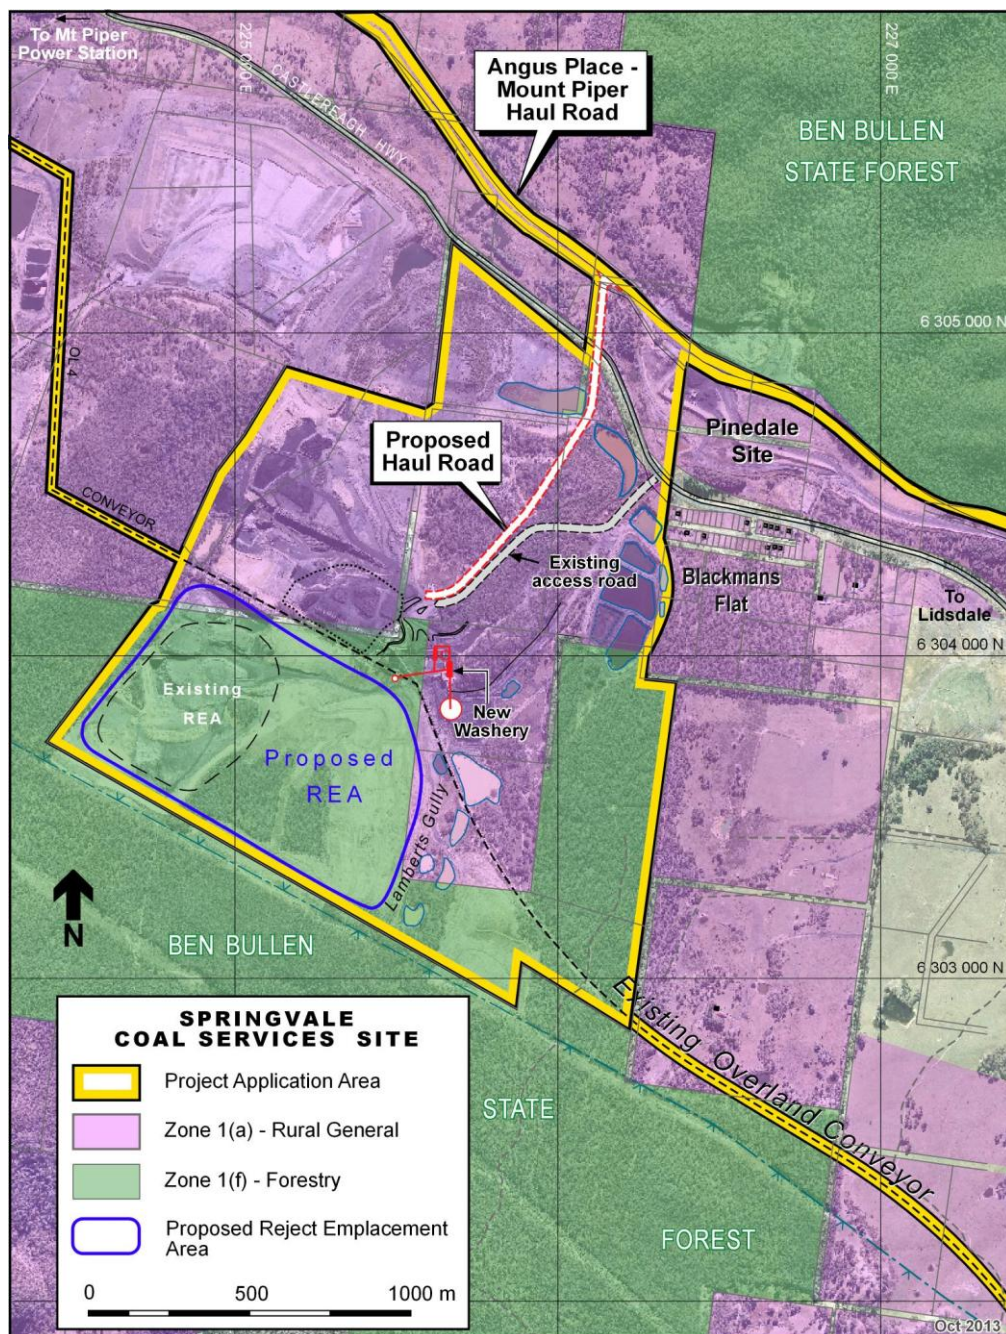 To Mt Piper
Power Station
225 000 E
227 000 E
CASTLEREAGH HWY
Angus Place -
Mount Piper
Haul Road
BEN BULLEN
STATE FOREST
6 305 000 N
OL 4
CONVEYOR
Proposed
Haul Road
Pinedale
Site
Existing
access road
Blackmans
Flat
To
Lidsdale
6 304 000 N
Existing
REA
New
Washery
Proposed
REA
Lamberts Gully
N
BEN BULLEN
6 303 000 N
Existing Overland Conveyor
STATE
FOREST
SPRINGVALE
COAL SERVICES SITE
Project Application Area
Zone 1(a) - Rural General
Zone 1(f) - Forestry
Proposed Reject Emplacement
Area
0 500 1000 m
Oct 2013